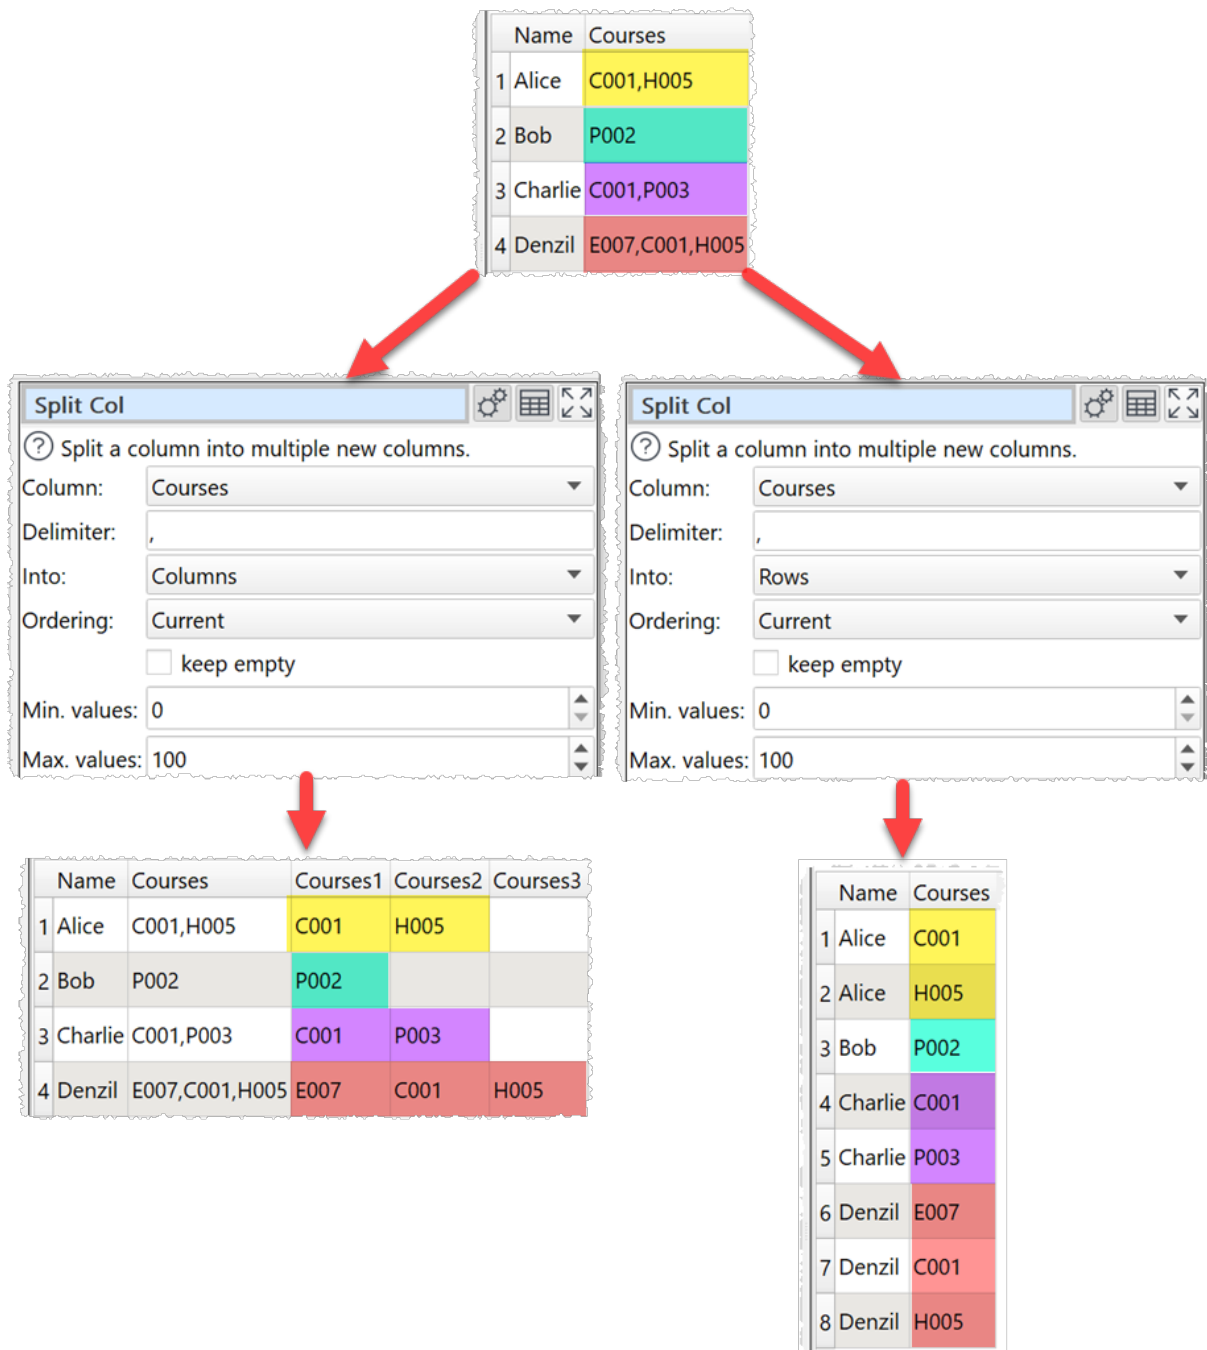 Name Courses
1 Alice C001,H005
2 Bob P002
3 Charlie C001,P003
4 Denzil E007,C001,H005
Split Col
? Split a column into multiple new columns.
Column: Courses
Delimiter: ,
Into: Columns
Ordering: Current
keep empty
Min. values: 0
Max. values: 100
Split Col
? Split a column into multiple new columns.
Column: Courses
Delimiter: ,
Into: Rows
Ordering: Current
keep empty
Min. values: 0
Max. values: 100
Name Courses Courses1 Courses2 Courses3
1 Alice C001,H005 C001 H005
2 Bob P002 P002
3 Charlie C001,P003 C001 P003
4 Denzil E007,C001,H005 E007 C001 H005
Name Courses
1 Alice C001
2 Alice H005
3 Bob P002
4 Charlie C001
5 Charlie P003
6 Denzil E007
7 Denzil C001
8 Denzil H005